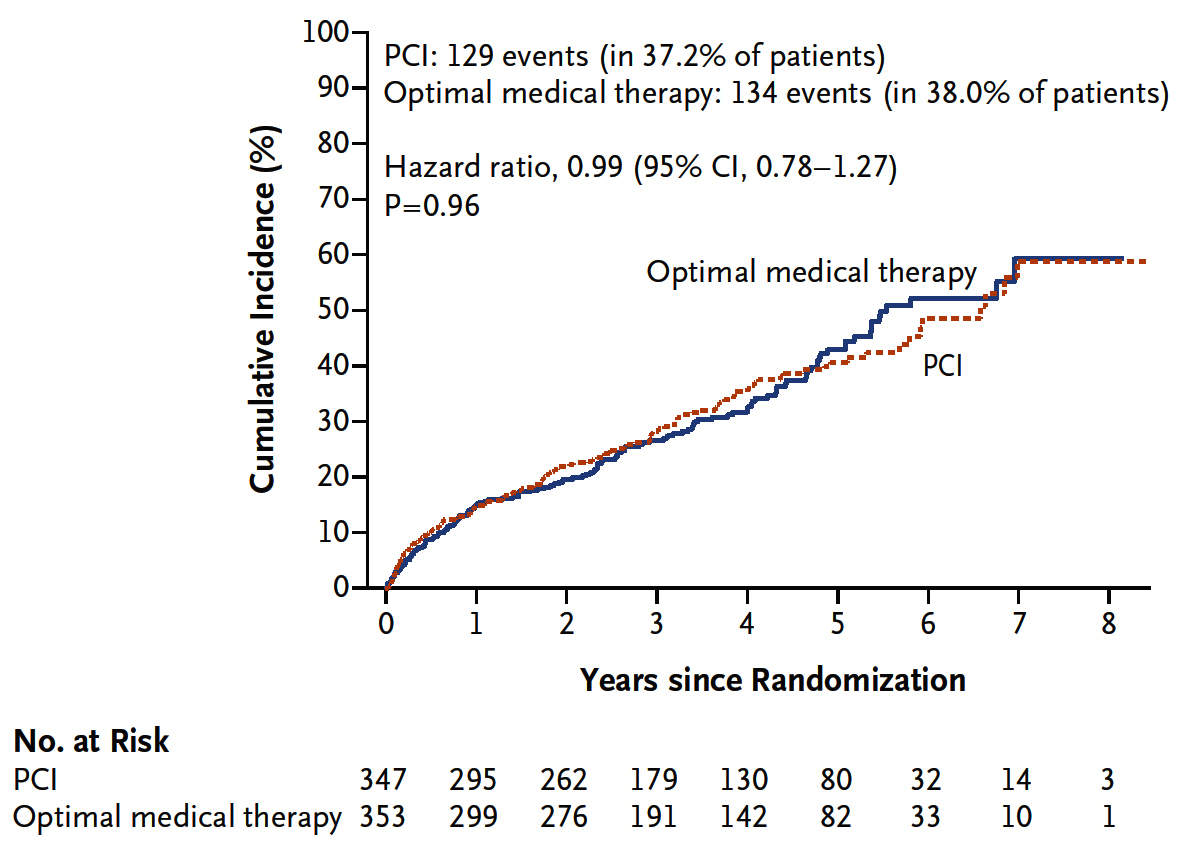 100
PCI: 129 events (in 37.2% of patients)
90
Optimal medical therapy: 134 events (in 38.0% of patients)
80
Hazard ratio, 0.99 (95% CI, 0.78–1.27)
70
P=0.96
60
Optimal medical therapy
50
40
PCI
30
20
10
0
Cumulative Incidence (%)
0 1 2 3 4 5 6 7 8
Years since Randomization
No. at Risk
PCI 347 295 262 179 130 80 32 14 3
Optimal medical therapy 353 299 276 191 142 82 33 10 1